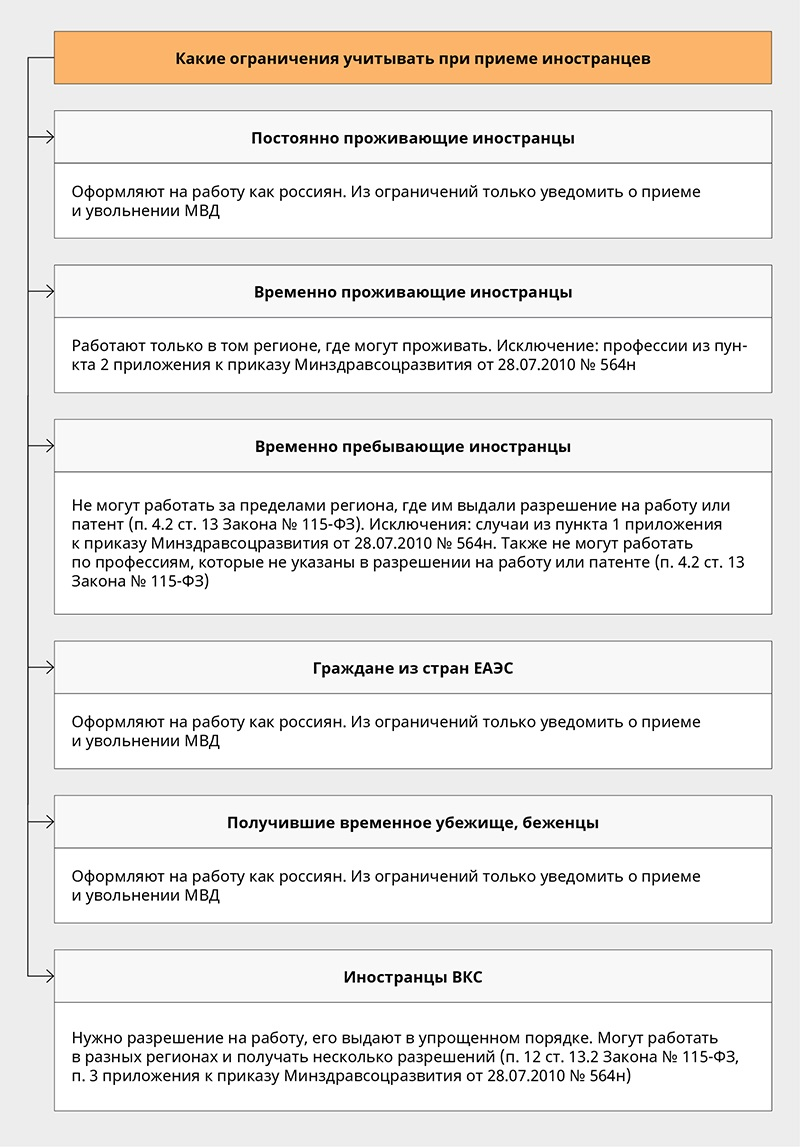 Какие ограничения учитывать при приеме иностранцев
Постоянно проживающие иностранцы
Оформляют на работу как россиян. Из ограничений только уведомить о приеме
и увольнении МВД
Временно проживающие иностранцы
Работают только в том регионе, где могут проживать. Исключение: профессии из пун-
кта 2 приложения к приказу Минздравсоцразвития от 28.07.2010 № 564н
Временно пребывающие иностранцы
Не могут работать за пределами региона, где им выдали разрешение на работу или
патент (п. 4.2 ст. 13 Закона № 115-ФЗ). Исключения: случаи из пункта 1 приложения
к приказу Минздравсоцразвития от 28.07.2010 № 564н. Также не могут работать
по профессиям, которые не указаны в разрешении на работу или патенте (п. 4.2 ст. 13
Закона № 115-ФЗ)
Граждане из стран ЕАЭС
Оформляют на работу как россиян. Из ограничений только уведомить о приеме
и увольнении МВД
Получившие временное убежище, беженцы
Оформляют на работу как россиян. Из ограничений только уведомить о приеме
и увольнении МВД
Иностранцы ВКС
Нужно разрешение на работу, его выдают в упрощенном порядке. Могут работать
в разных регионах и получать несколько разрешений (п. 12 ст. 13.2 Закона № 115-ФЗ,
п. 3 приложения к приказу Минздравсоцразвития от 28.07.2010 № 564н)